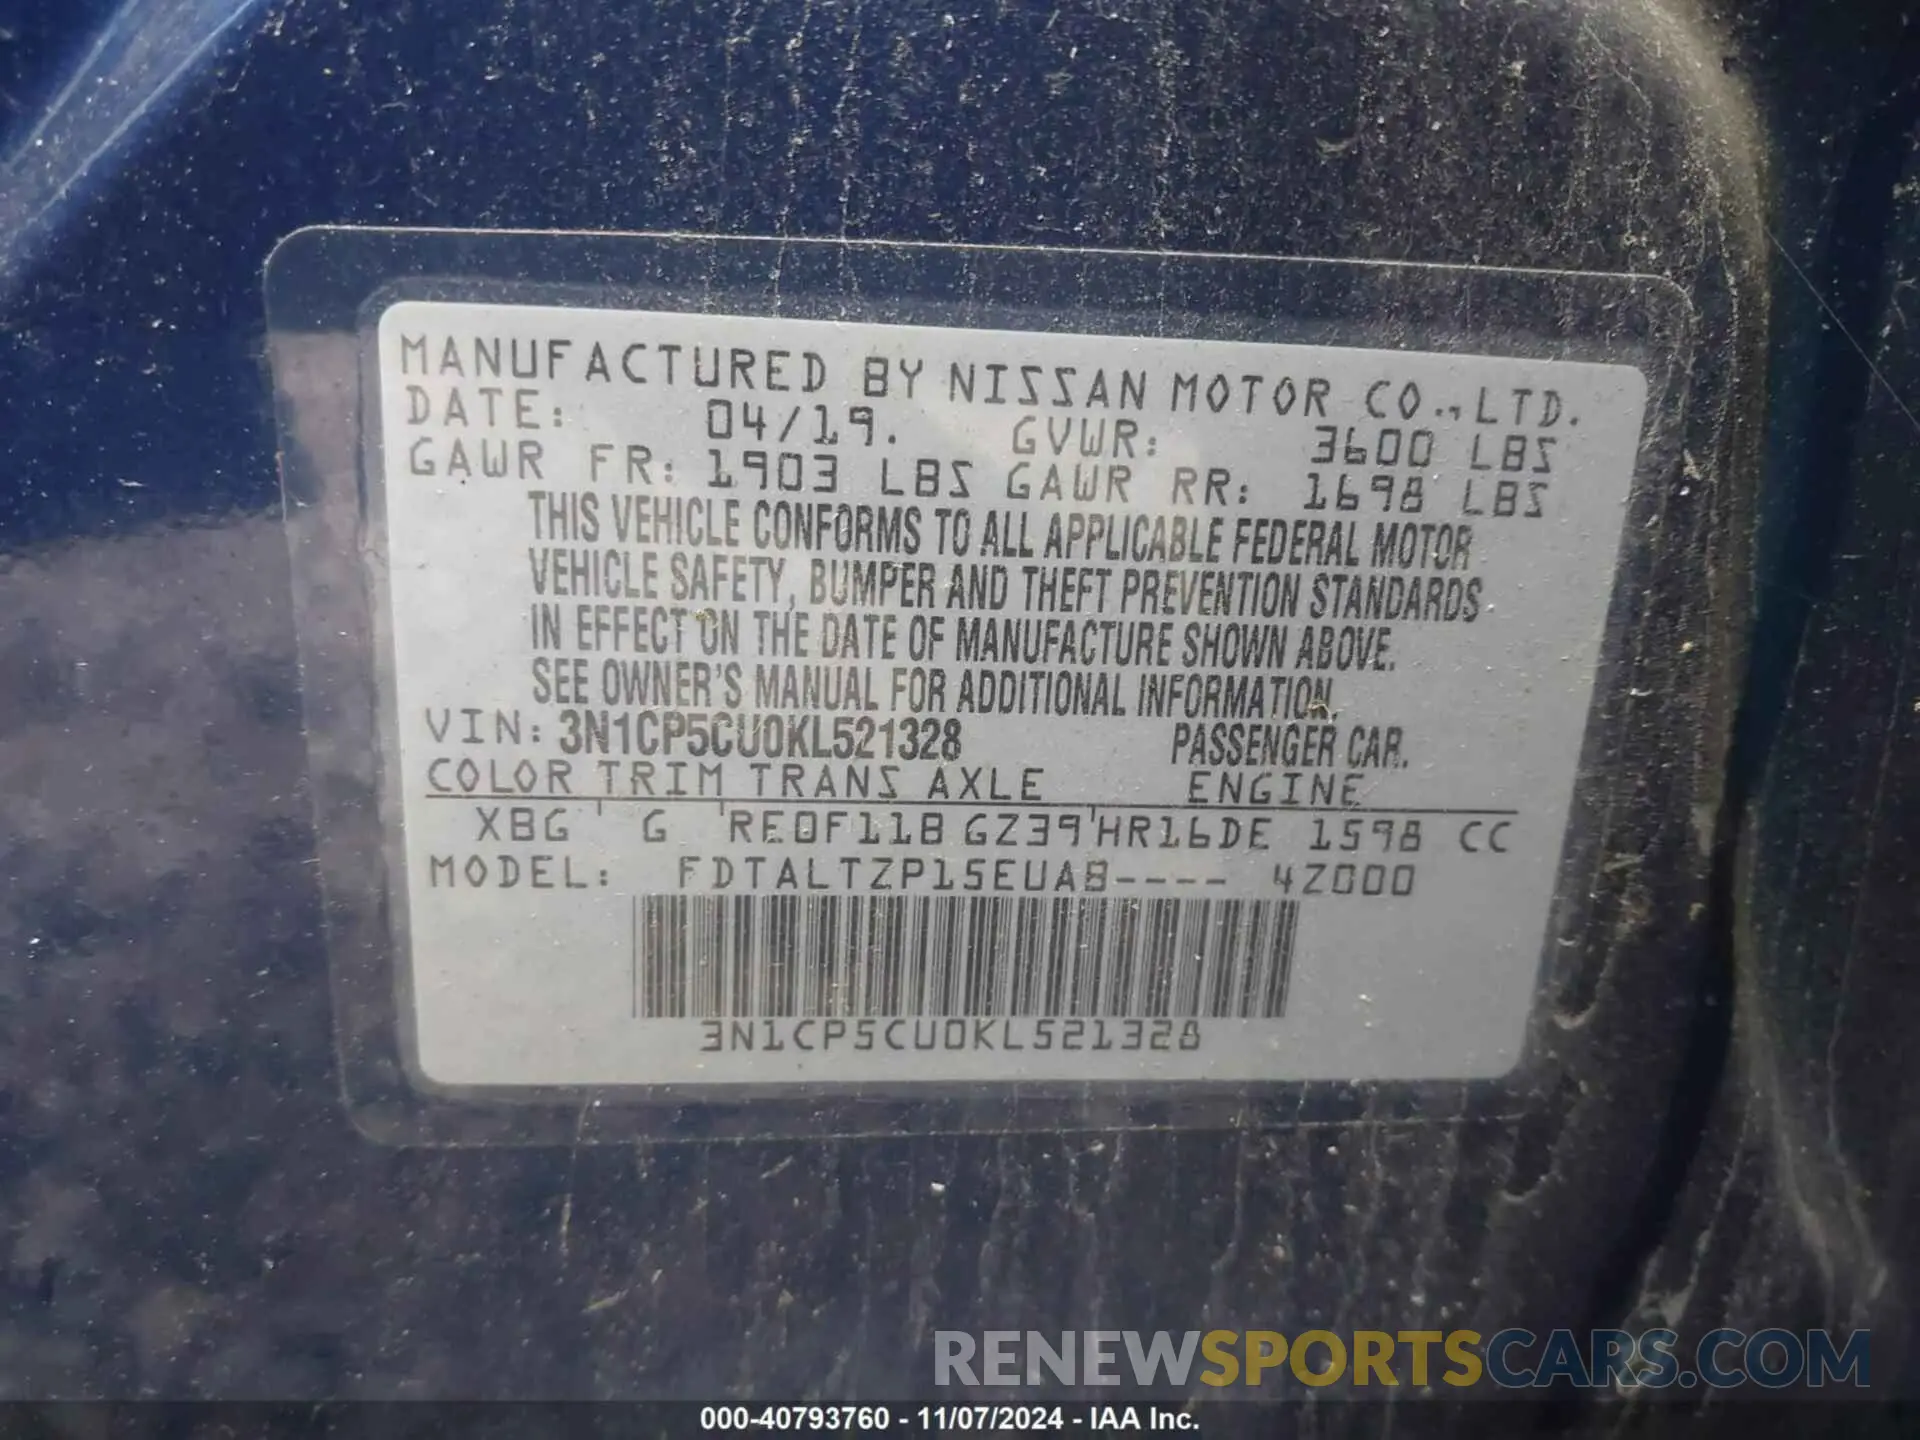 MANUFACTURED BY NISSAN MOTOR CO.,LTD.
DATE: 04/19. GVWR: 3600 LBS
GAWR FR: 1903 LBS GAWR RR: 1698 LBS
THIS VEHICLE CONFORMS TO ALL APPLICABLE FEDERAL MOTOR
VEHICLE SAFETY, BUMPER AND THEFT PREVENTION STANDARDS
IN EFFECT ON THE DATE OF MANUFACTURE SHOWN ABOVE.
SEE OWNER'S MANUAL FOR ADDITIONAL INFORMATION.
VIN: 3N1CP5CU0KL521328 PASSENGER CAR.
COLOR TRIM TRANS AXLE ENGINE
XBG G RE0F11B GZ39 HR16DE 1598 CC
MODEL: FDTALTZP15EUAB---- 4Z000
3N1CP5CU0KL521328
RENEWSPORTSCARS.COM
000-40793760 - 11/07/2024 - IAA Inc.